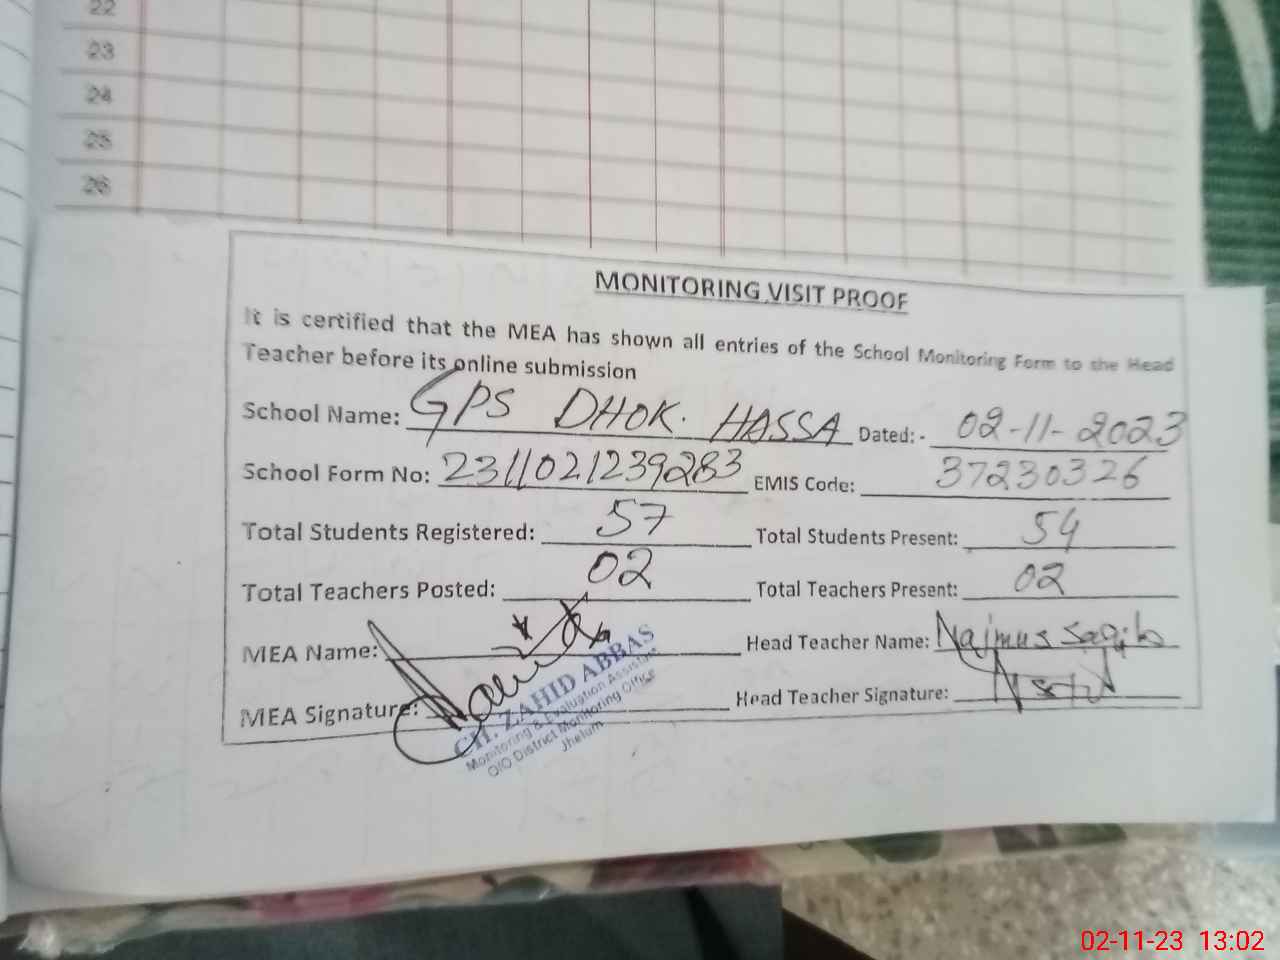 22
23
24
25
26
MONITORING VISIT PROOF
It is certified that the MEA has shown all entries of the School Monitoring Form to the Head
Teacher before its online submission
School Name: GPS DHOK. HASSA Dated: - 02-11-2023
School Form No: 2311021239283 EMIS Code: 37230326
Total Students Registered: 57 Total Students Present: 54
Total Teachers Posted: 02 Total Teachers Present: 02
MEA Name: Head Teacher Name: Najmus Saqib
MEA Signature: Head Teacher Signature:
CH. ZAHID ABBAS
Monitoring & Evaluation Assistant
O/O District Monitoring Office
Jhelum
02-11-23 13:02